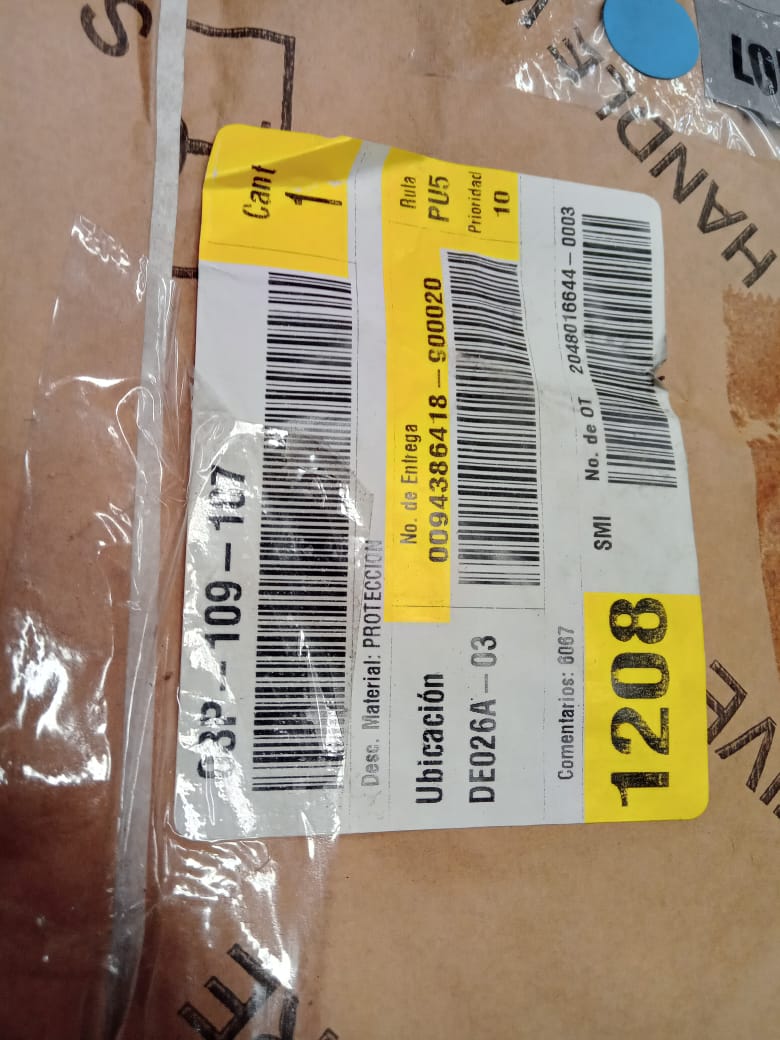 Cant
1
109-107
Desc. Material: PROTECCION
No. de Entrega
0094386418-900020
Ruta
PU5
Prioridad
10
Ubicación
DE026A-03
Comentarios: 6067
SMI
No. de OT 2048016644-0003
1208
HANDLE